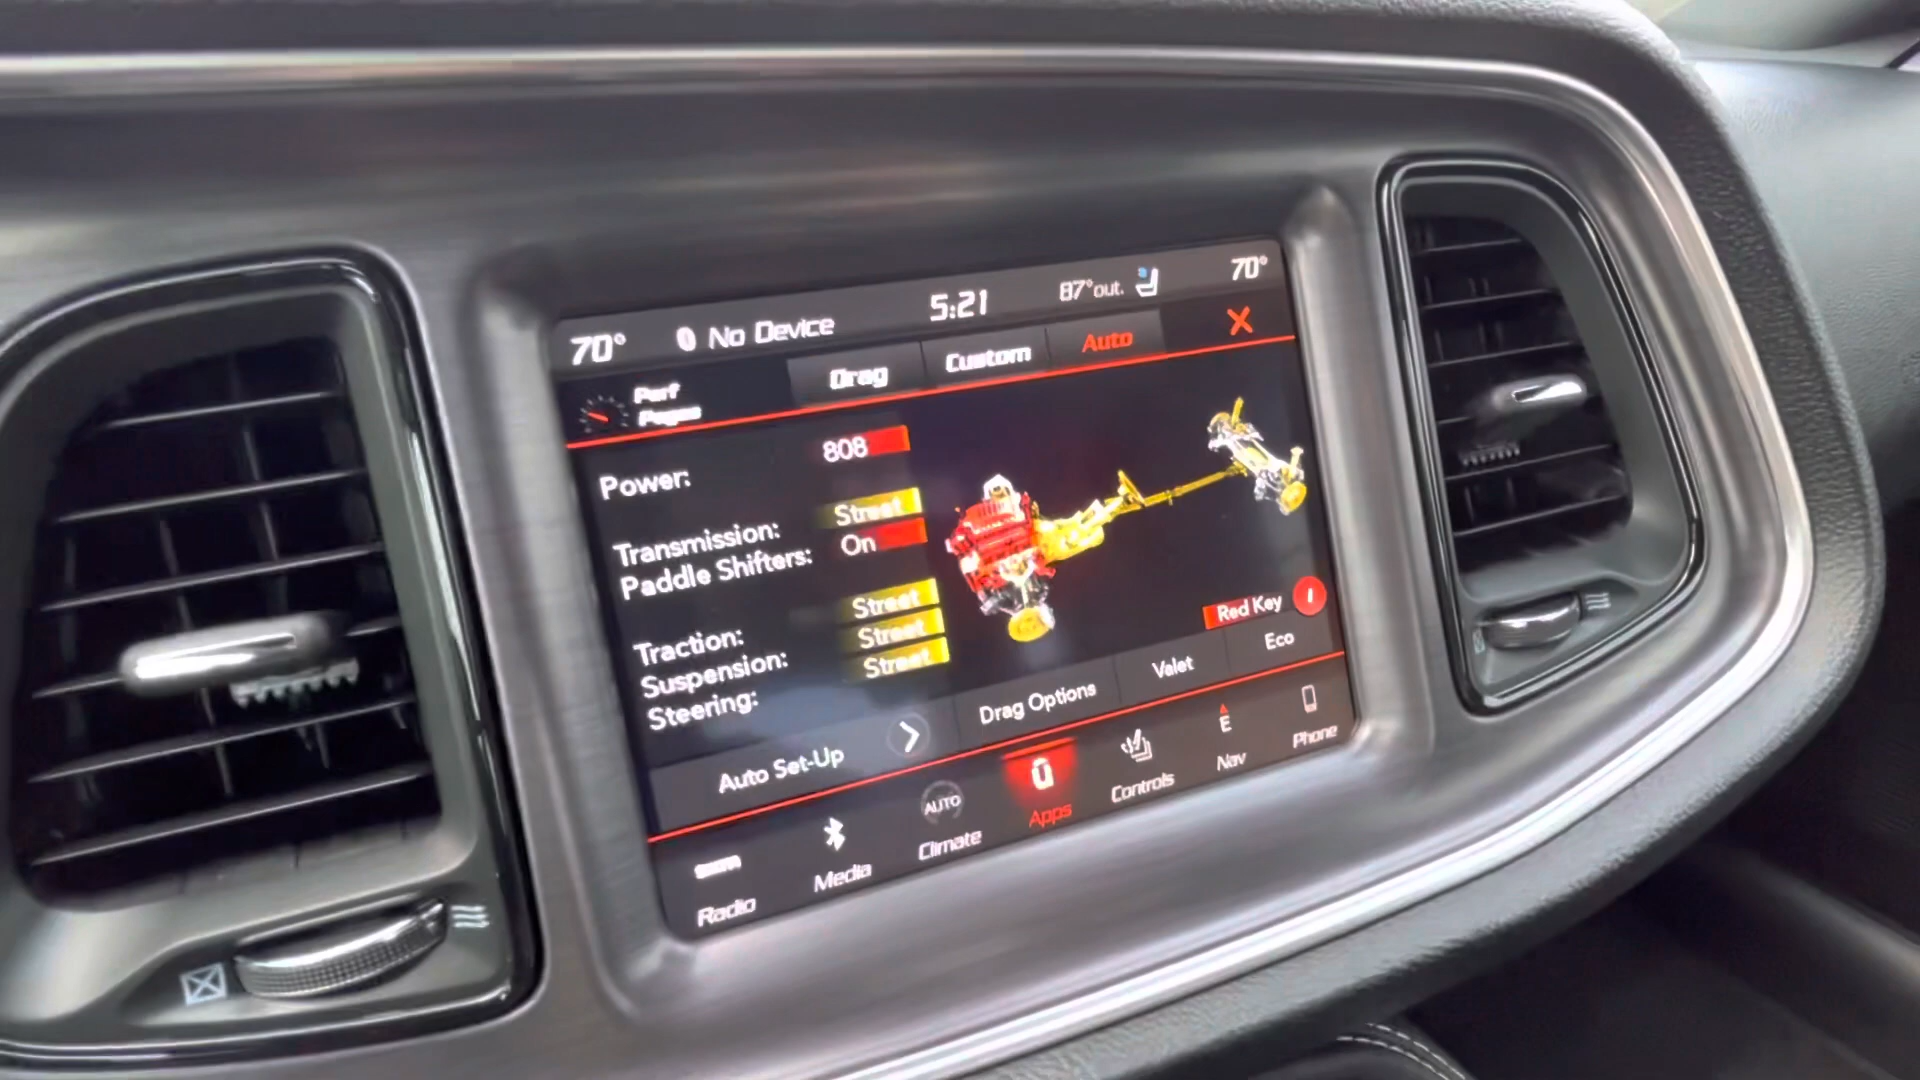 70° No Device 5:21 87°out. 70°
Perf
Pages
Drag Custom Auto X
Power: 808
Transmission: Street
Paddle Shifters: On
Traction: Street
Suspension: Street
Steering: Street
Red Key
Auto Set-Up Drag Options Valet Eco
AUTO E
Radio Media Climate Apps Controls Nav Phone